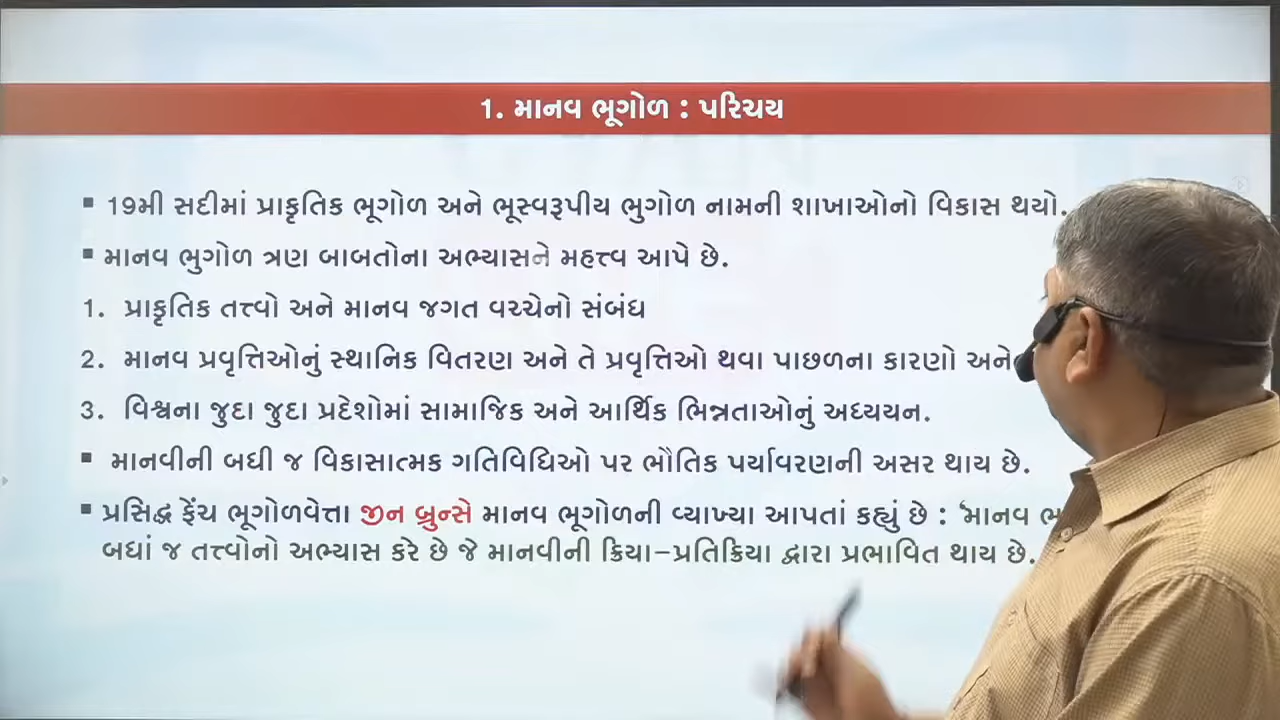 1. માનવ ભૂગોળ : પરિચય
▪ 19મી સદીમાં પ્રાકૃતિક ભૂગોળ અને ભૂસ્વરૂપીય ભુગોળ નામની શાખાઓનો વિકાસ થયો.
▪ માનવ ભુગોળ ત્રણ બાબતોના અભ્યાસને મહત્ત્વ આપે છે.
1. પ્રાકૃતિક તત્ત્વો અને માનવ જગત વચ્ચેનો સંબંધ
2. માનવ પ્રવૃત્તિઓનું સ્થાનિક વિતરણ અને તે પ્રવૃત્તિઓ થવા પાછળના કારણો અને
3. વિશ્વના જુદા જુદા પ્રદેશોમાં સામાજિક અને આર્થિક ભિન્નતાઓનું અધ્યયન.
▪ માનવીની બધી જ વિકાસાત્મક ગતિવિધિઓ પર ભૌતિક પર્યાવરણની અસર થાય છે.
▪ પ્રસિદ્ધ ફ્રેંચ ભૂગોળવેત્તા જીન બ્રુન્સે માનવ ભૂગોળની વ્યાખ્યા આપતાં કહ્યું છે : ‘માનવ
બધાં જ તત્ત્વોનો અભ્યાસ કરે છે જે માનવીની ક્રિયા–પ્રતિક્રિયા દ્વારા પ્રભાવિત થાય છે.